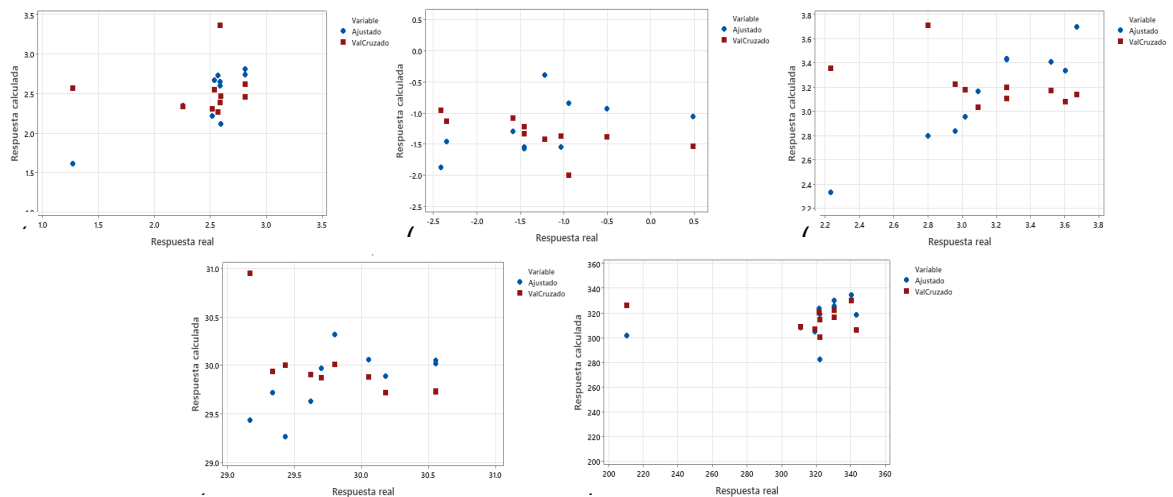 Respuesta calculada
3.5
3.0
2.5
2.0
1.5
1.0
1.0 1.5 2.0 2.5 3.0 3.5
Respuesta real
Variable
Ajustado
ValCruzado
Respuesta calculada
0.5
0.0
-0.5
-1.0
-1.5
-2.0
-2.5
-2.5 -2.0 -1.5 -1.0 -0.5 0.0 0.5
Respuesta real
Variable
Ajustado
ValCruzado
Respuesta calculada
3.8
3.6
3.4
3.2
3.0
2.8
2.6
2.4
2.2
2.2 2.4 2.6 2.8 3.0 3.2 3.4 3.6 3.8
Respuesta real
Variable
Ajustado
ValCruzado
Respuesta calculada
31.0
30.5
30.0
29.5
29.0
29.0 29.5 30.0 30.5 31.0
Respuesta real
Variable
Ajustado
ValCruzado
Respuesta calculada
360
340
320
300
280
260
240
220
200
200 220 240 260 280 300 320 340 360
Respuesta real
Variable
Ajustado
ValCruzado